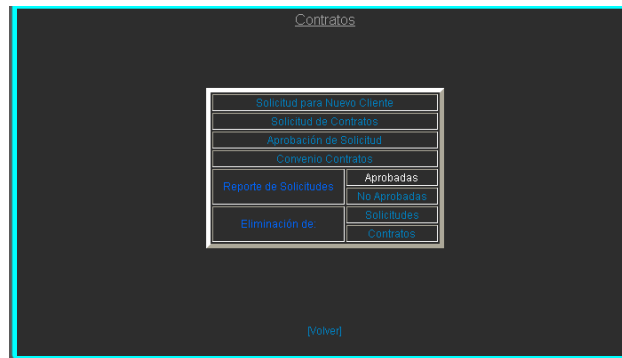 Contratos
Solicitud para Nuevo Cliente
Solicitud de Contratos
Aprobación de Solicitud
Convenio Contratos
Reporte de Solicitudes
Aprobadas
No Aprobadas
Eliminación de:
Solicitudes
Contratos
[Volver]